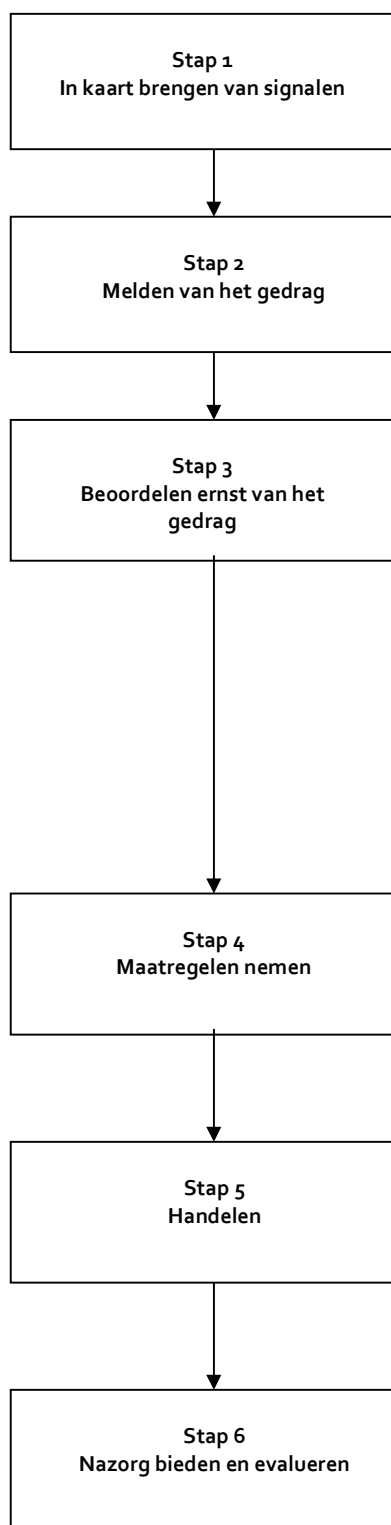 Stap 1
In kaart brengen van signalen
Stap 2
Melden van het gedrag
Stap 3
Beoordelen ernst van het
gedrag
Stap 4
Maatregelen nemen
Stap 5
Handelen
Stap 6
Nazorg bieden en evalueren